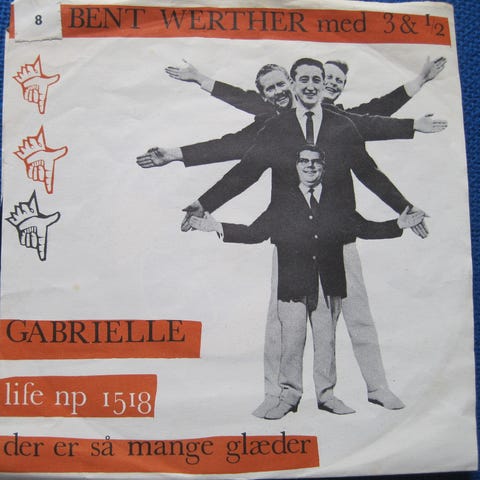 8
BENT WERTHER med 3 & 1/2
GABRIELLE
life np 1518
der er så mange glæder